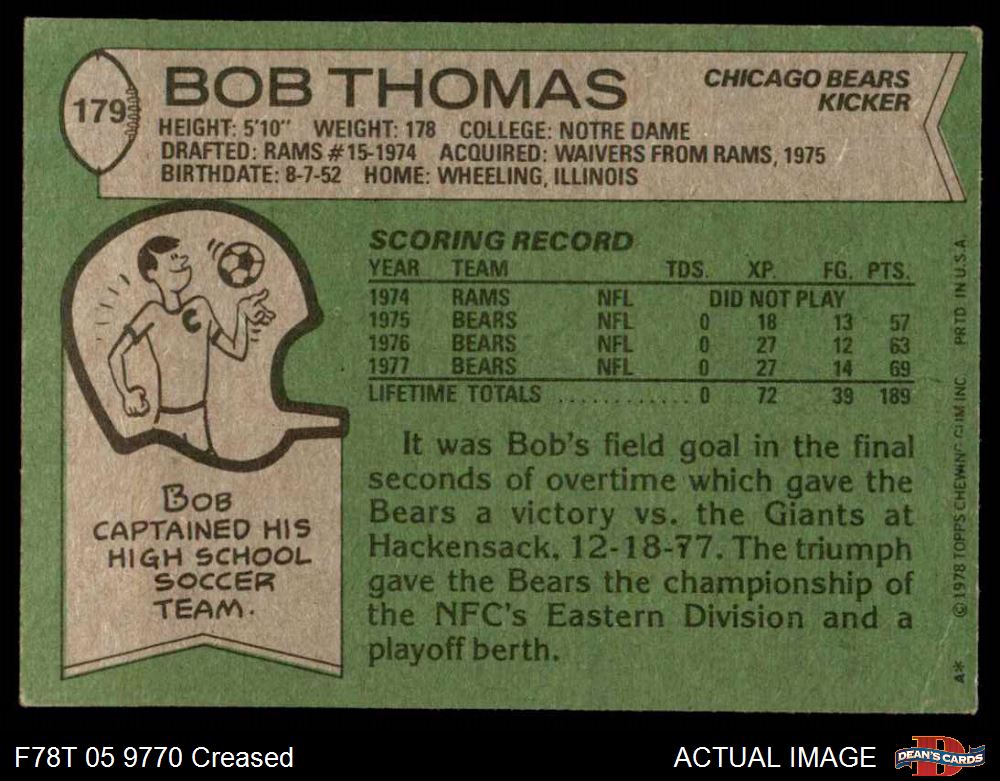 179
BOB THOMAS
CHICAGO BEARS
KICKER
HEIGHT: 5'10" WEIGHT: 178 COLLEGE: NOTRE DAME
DRAFTED: RAMS #15-1974 ACQUIRED: WAIVERS FROM RAMS, 1975
BIRTHDATE: 8-7-52 HOME: WHEELING, ILLINOIS
C
BOB
CAPTAINED HIS
HIGH SCHOOL
SOCCER
TEAM.
SCORING RECORD
YEAR TEAM TDS. XP. FG. PTS.
1974 RAMS NFL DID NOT PLAY
1975 BEARS NFL 0 18 13 57
1976 BEARS NFL 0 27 12 63
1977 BEARS NFL 0 27 14 69
LIFETIME TOTALS ............ 0 72 39 189
It was Bob's field goal in the final
seconds of overtime which gave the
Bears a victory vs. the Giants at
Hackensack, 12-18-77. The triumph
gave the Bears the championship of
the NFC's Eastern Division and a
playoff berth.
A* ©1978 TOPPS CHEWING GUM INC. PRTD IN U.S.A.
F78T 05 9770 Creased
ACTUAL IMAGE
D
DEAN'S CARDS